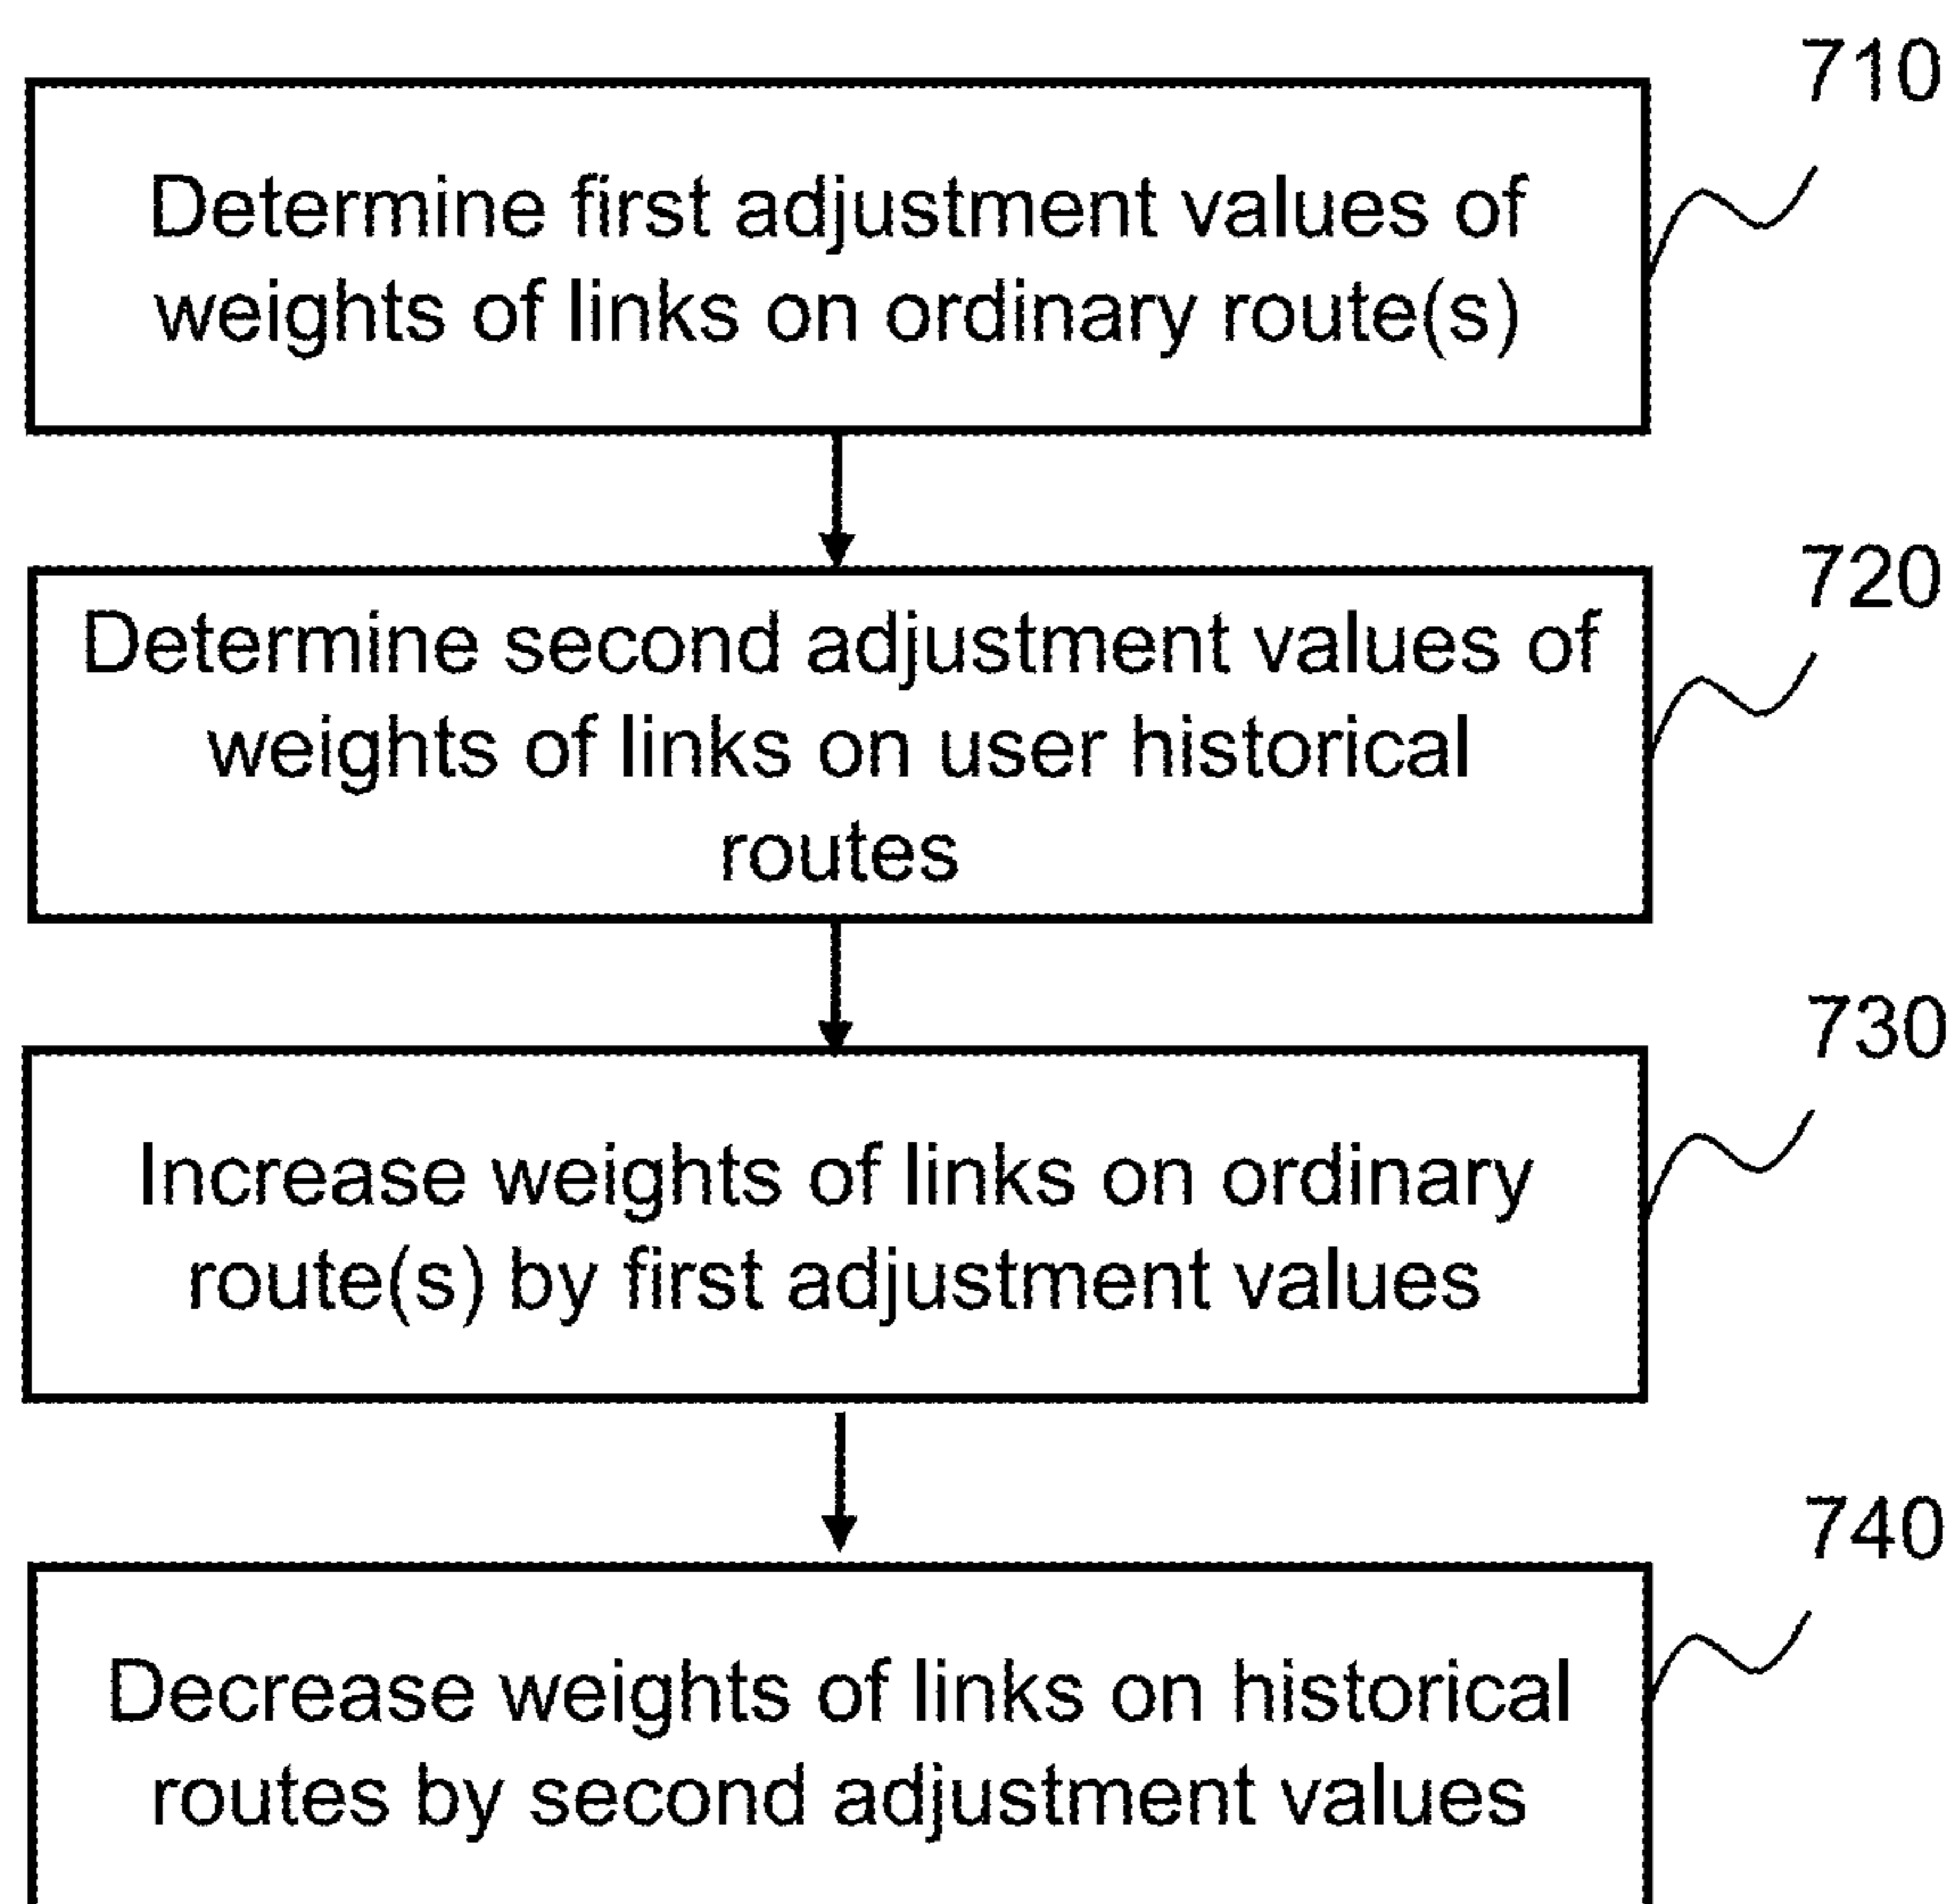 710
Determine first adjustment values of
weights of links on ordinary route(s)
720
Determine second adjustment values of
weights of links on user historical
routes
730
Increase weights of links on ordinary
route(s) by first adjustment values
740
Decrease weights of links on historical
routes by second adjustment values